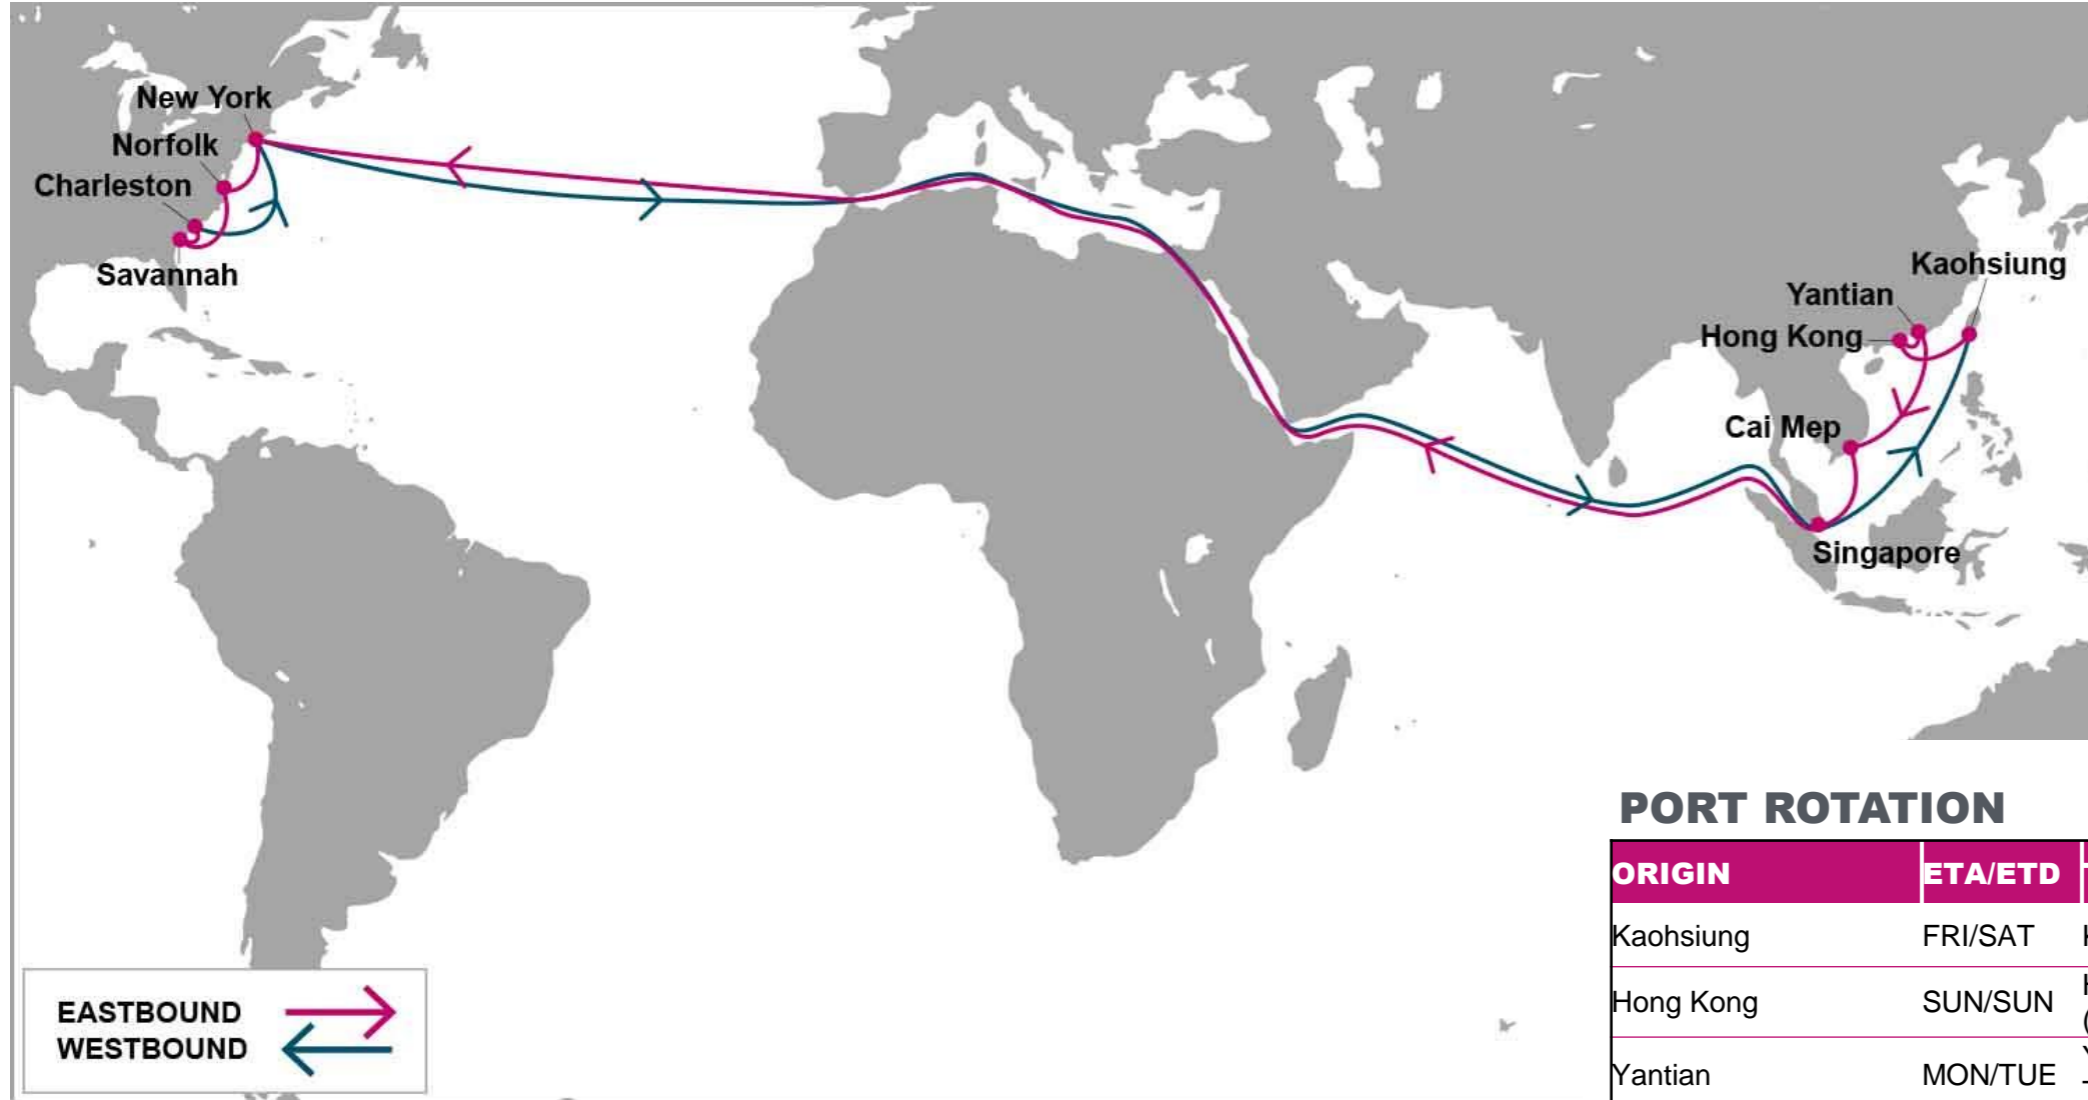 New York
Norfolk
Charleston
Savannah
Kaohsiung
Yantian
Hong Kong
Cai Mep
Singapore
PORT ROTATION
ORIGIN ETA/ETD
Kaohsiung FRI/SAT
Hong Kong SUN/SUN
Yantian MON/TUE
EASTBOUND
WESTBOUND